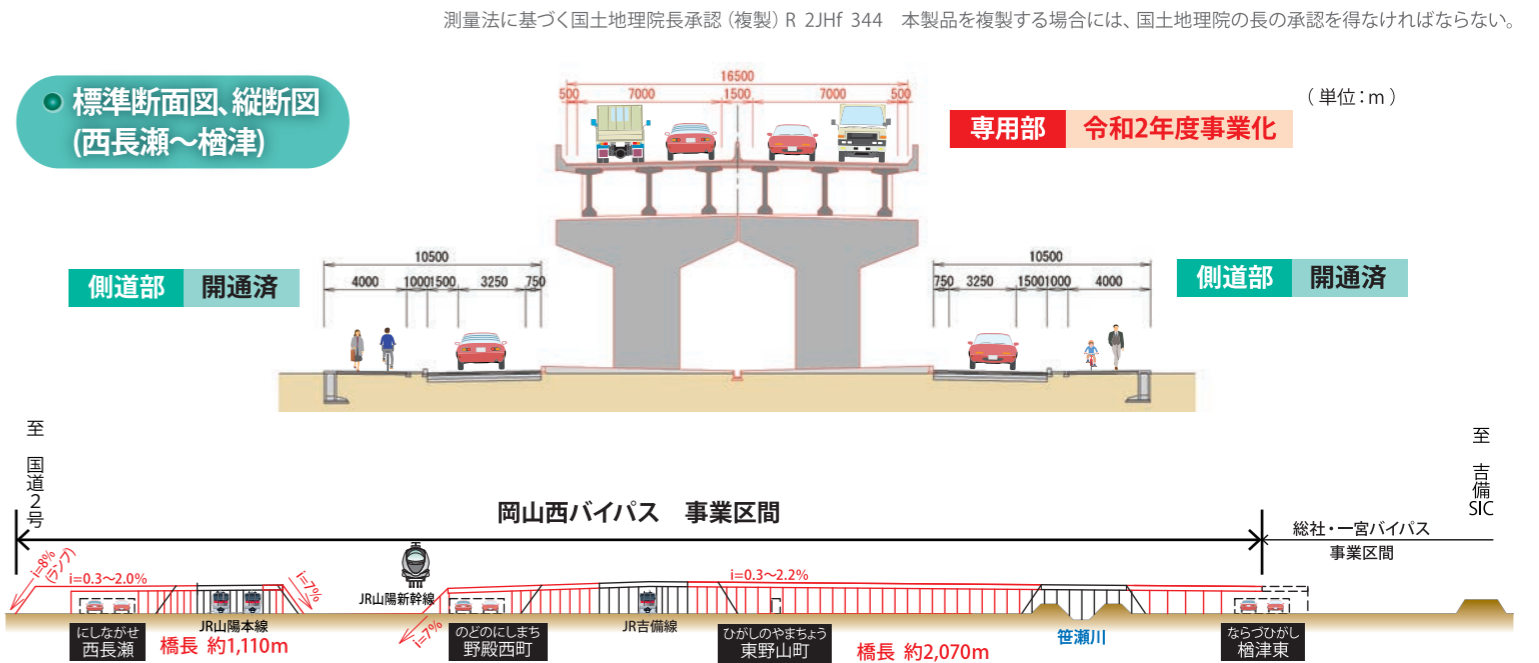 測量法に基づく国土地理院長承認（複製）R 2JHf 344　本製品を複製する場合には、国土地理院の長の承認を得なければならない。
標準断面図、縦断図
(西長瀬～楢津)
（単位：m）
専用部　令和2年度事業化
16500
500 7000 1500 7000 500
側道部　開通済
10500
4000 1000 1500 3250 750
側道部　開通済
10500
750 3250 1500 1000 4000
至　国道2号
至　吉備SIC
岡山西バイパス　事業区間
総社・一宮バイパス
事業区間
i=8%
(ランプ)
i=0.3～2.0%
i=7%
JR山陽新幹線
i=7%
i=0.3～2.2%
JR山陽本線
JR吉備線
にしながせ
西長瀬
橋長 約1,110m
のどのにしまち
野殿西町
ひがしのやまちょう
東野山町
橋長 約2,070m
笹瀬川
ならづひがし
楢津東